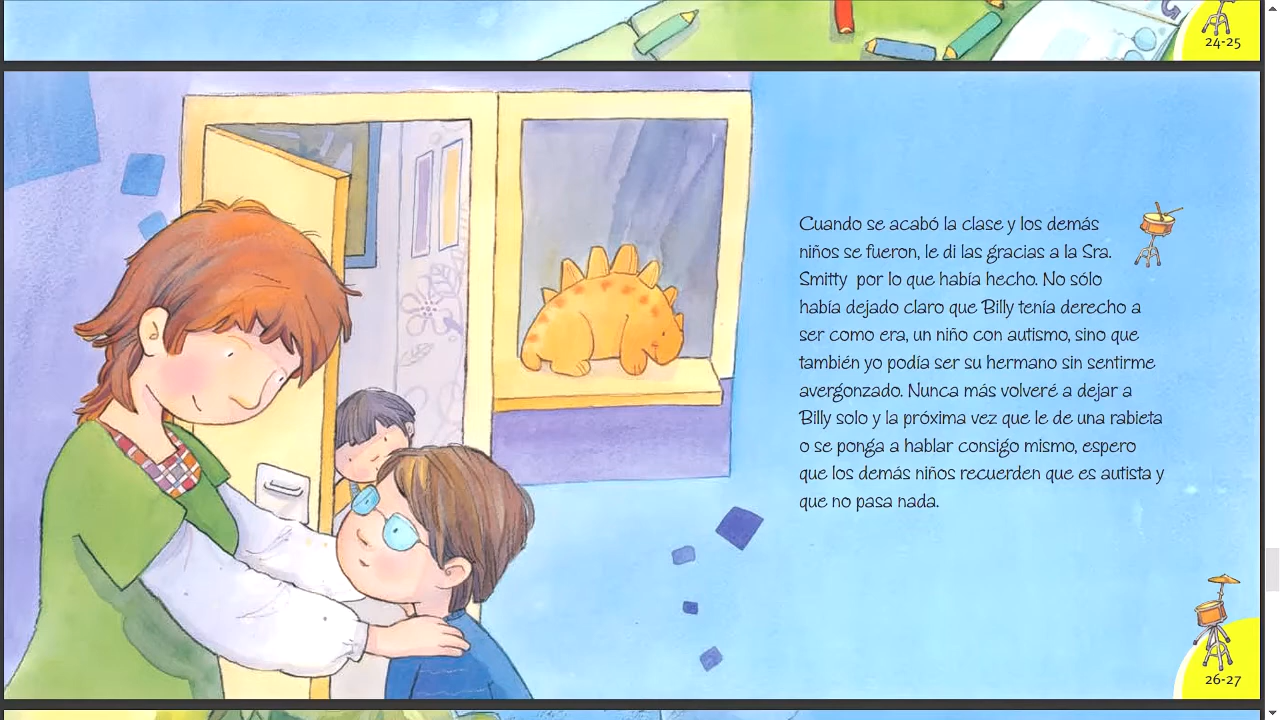 24-25
Cuando se acabó la clase y los demás
niños se fueron, le di las gracias a la Sra.
Smitty por lo que había hecho. No sólo
había dejado claro que Billy tenía derecho a
ser como era, un niño con autismo, sino que
también yo podía ser su hermano sin sentirme
avergonzado. Nunca más volveré a dejar a
Billy solo y la próxima vez que le de una rabieta
o se ponga a hablar consigo mismo, espero
que los demás niños recuerden que es autista y
que no pasa nada.
26-27